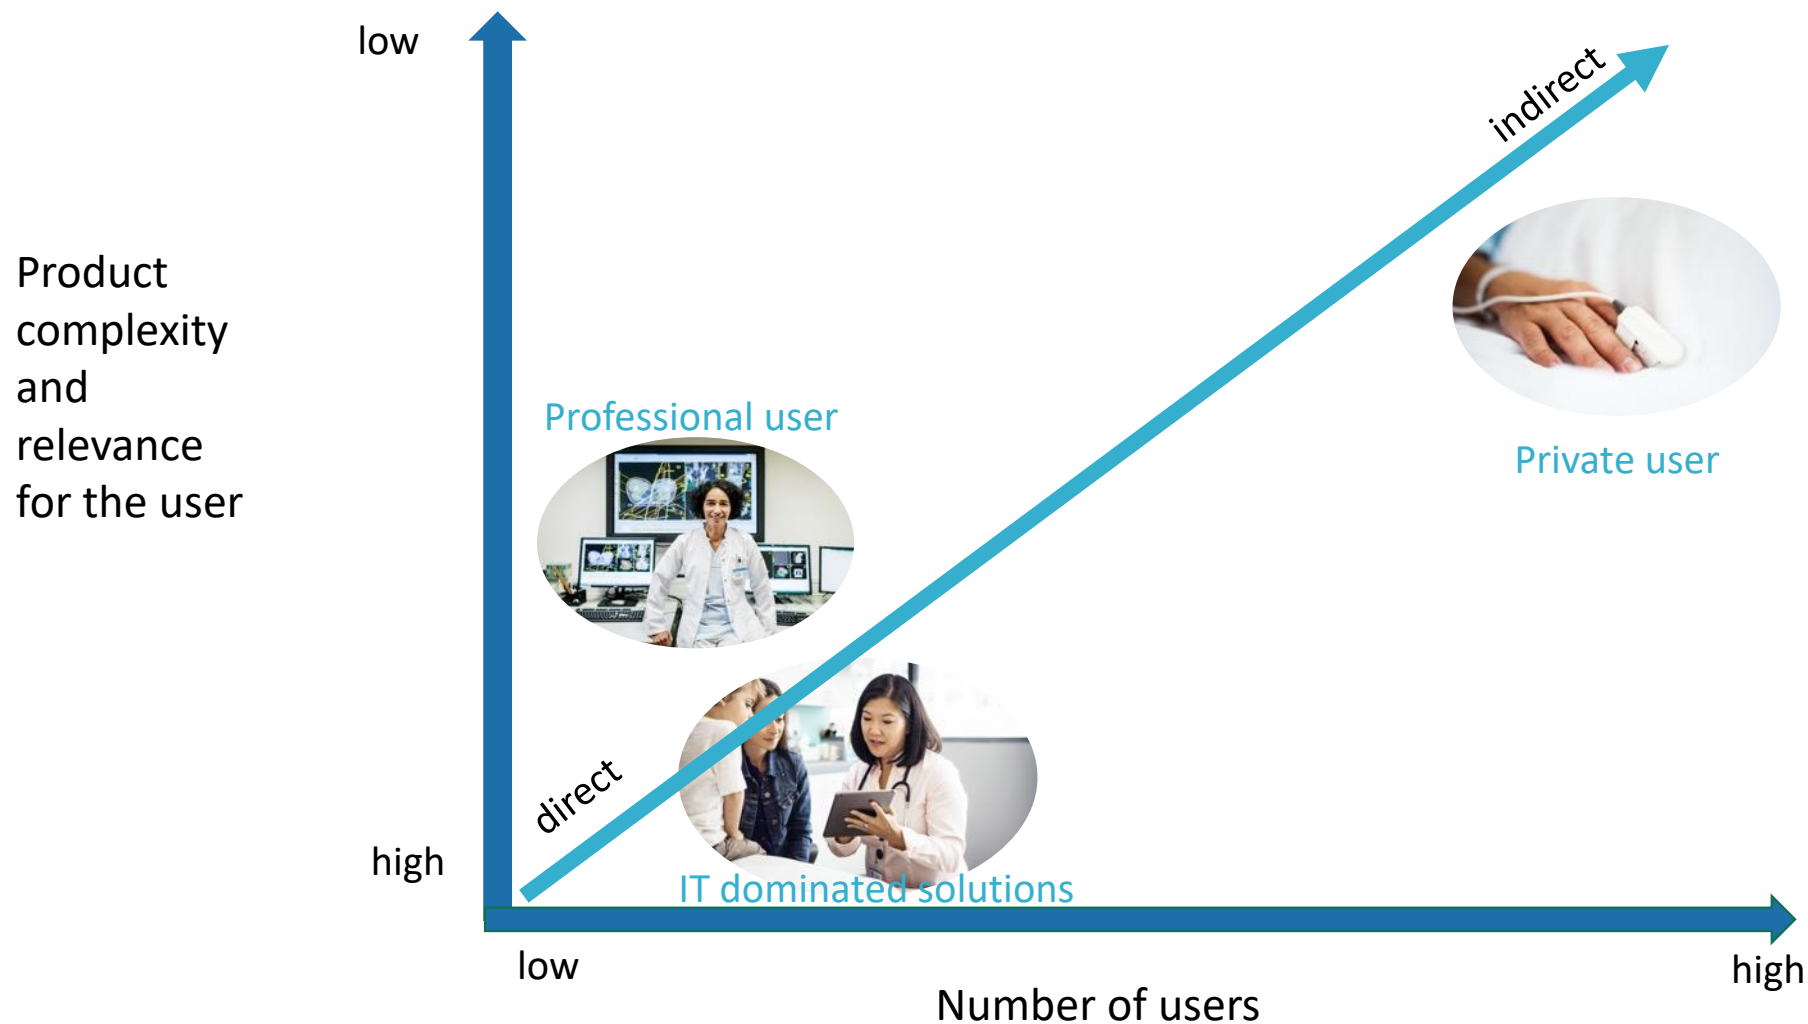 low
indirect
Product
complexity
and
relevance
for the user
Professional user
Private user
direct
high
IT dominated solutions
low
high
Number of users